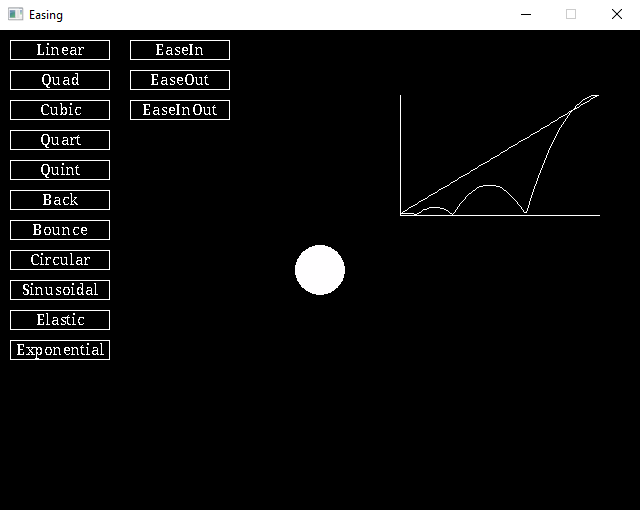 Easing
Linear
EaseIn
Quad
EaseOut
Cubic
EaseInOut
Quart
Quint
Back
Bounce
Circular
Sinusoidal
Elastic
Exponential